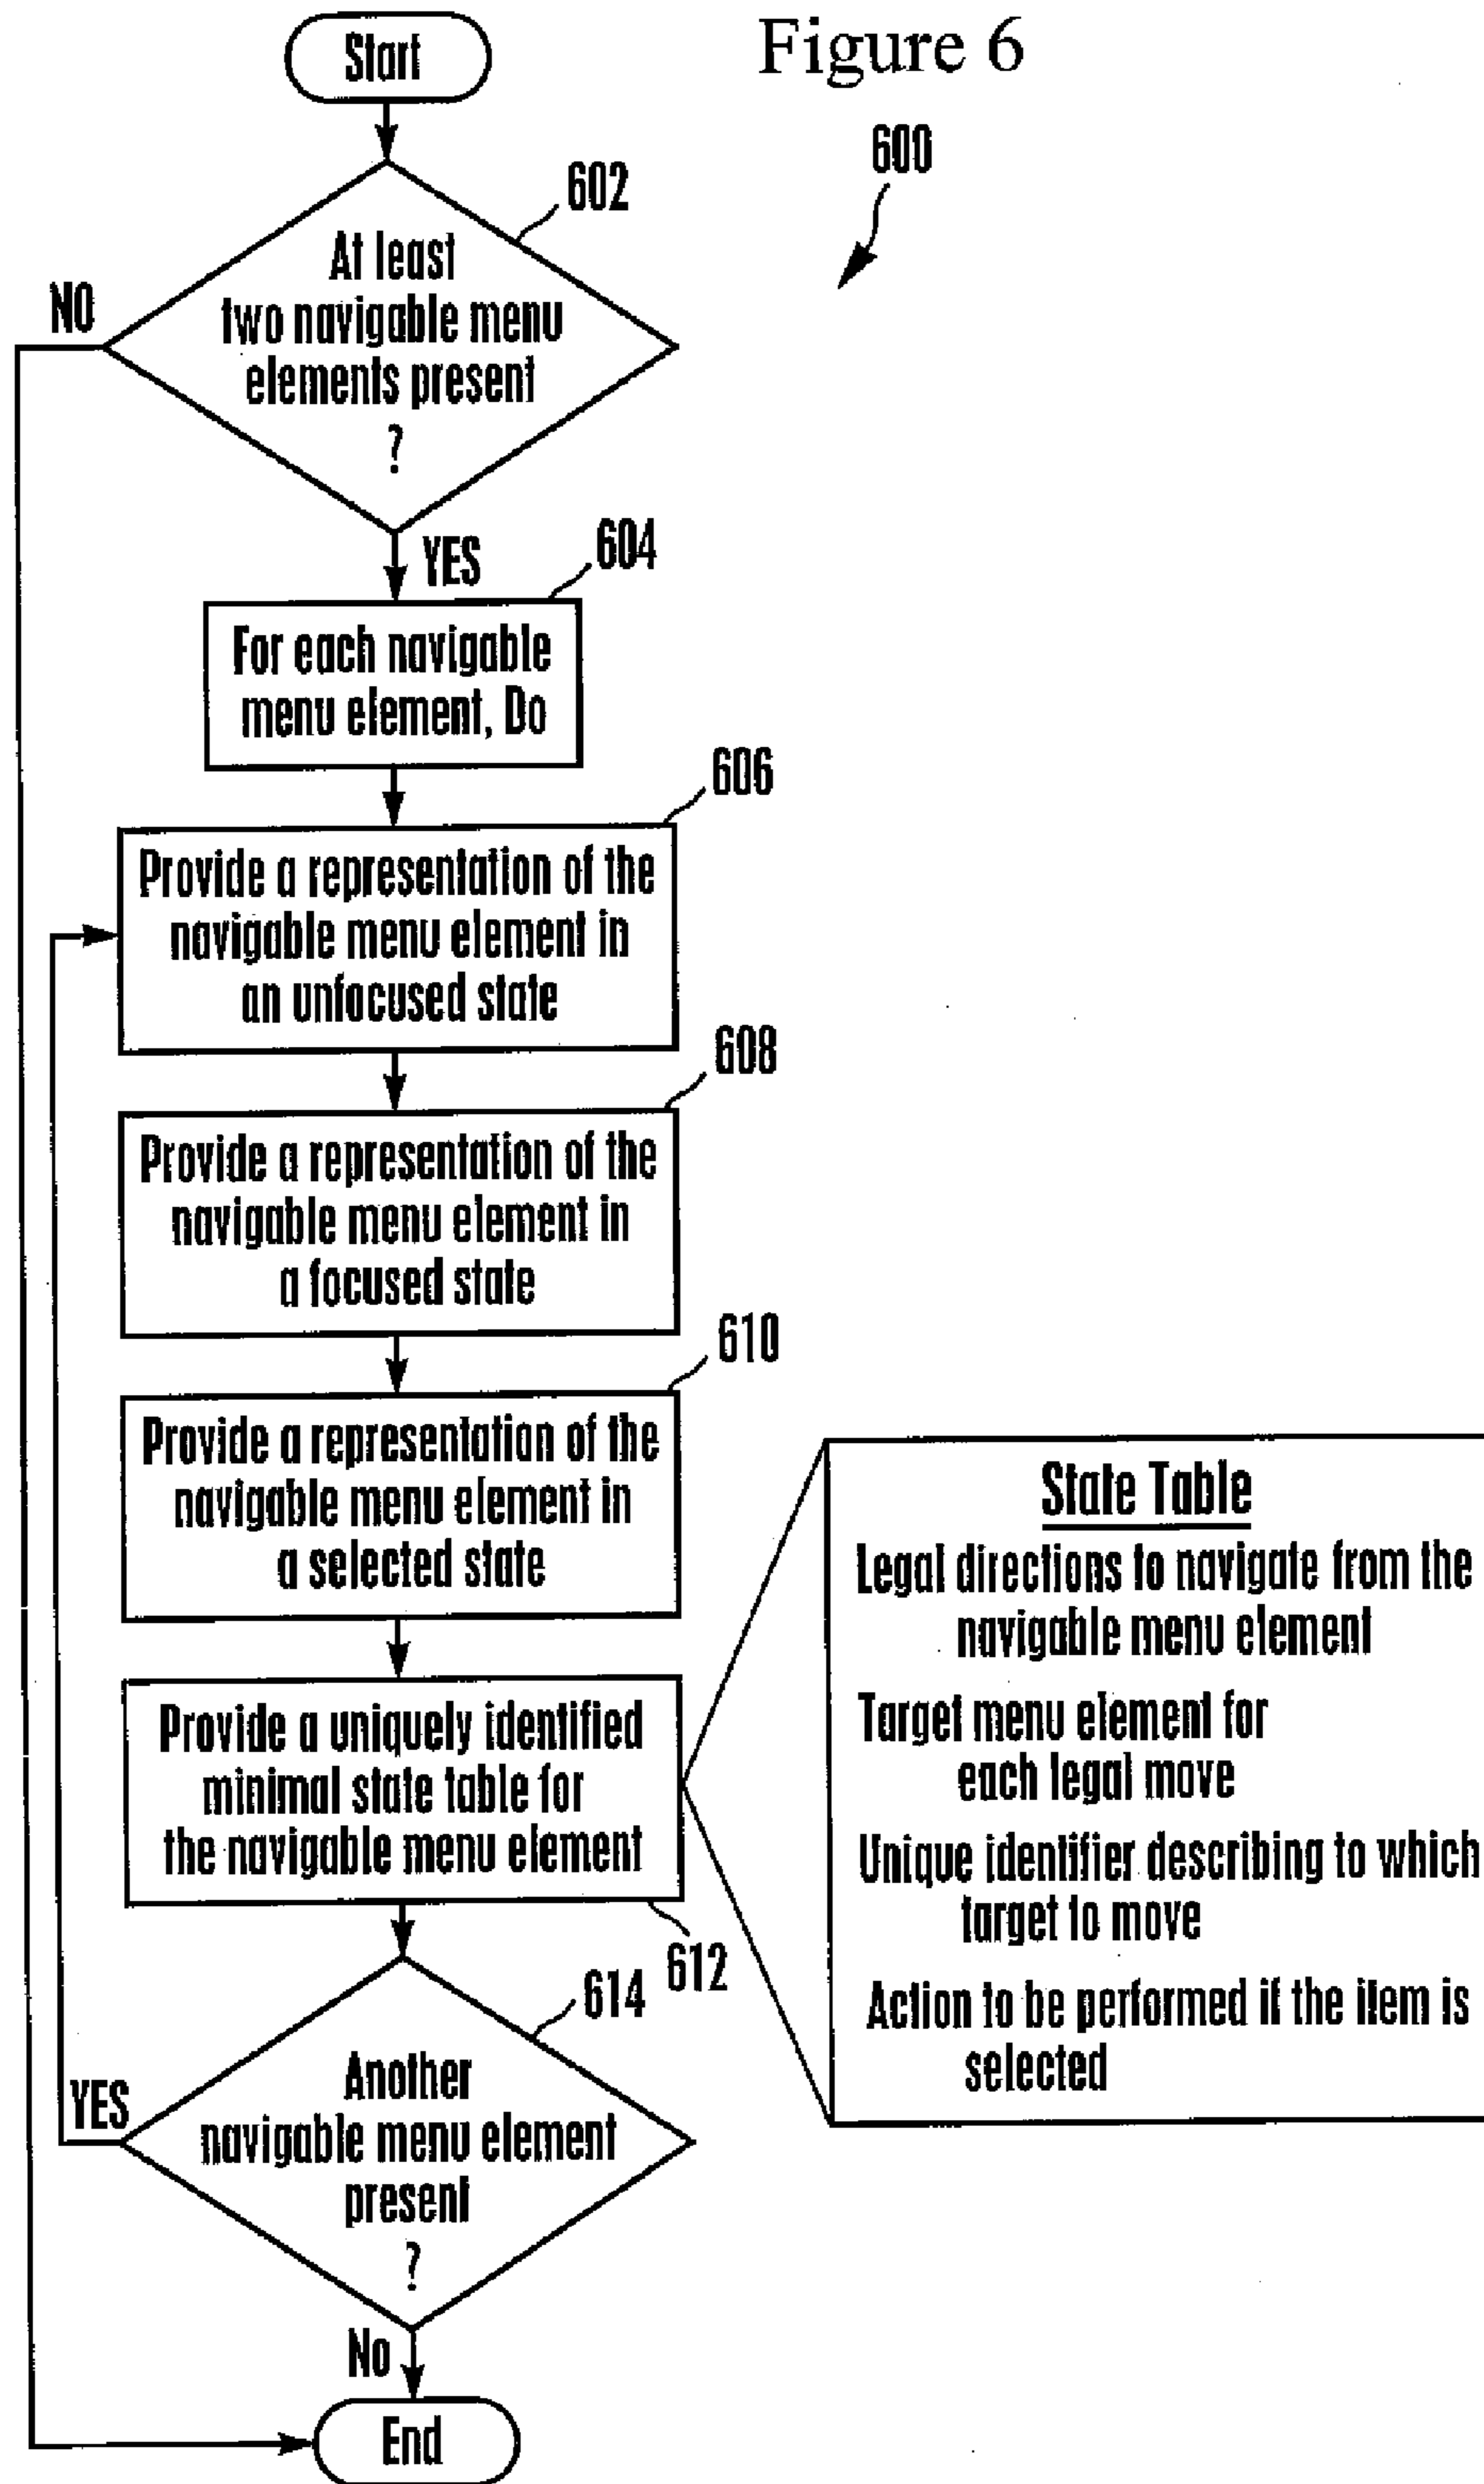 Start
Figure 6
600
602
At least
two navigable menu
elements present
?
NO
YES
604
For each navigable
menu element, Do
606
Provide a representation of the
navigable menu element in
an unfocused state
608
Provide a representation of the
navigable menu element in
a focused state
610
Provide a representation of the
navigable menu element in
a selected state
Provide a uniquely identified
minimal state table for
the navigable menu element
612
State Table
Legal directions to navigate from the
navigable menu element
Target menu element for
each legal move
Unique identifier describing to which
target to move
Action to be performed if the item is
selected
614
Another
navigable menu element
present
?
YES
No
End